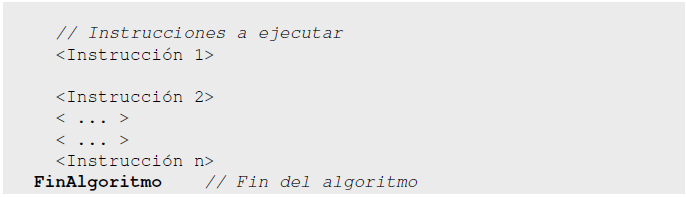 // Instrucciones a ejecutar
<Instrucción 1>
<Instrucción 2>
< ... >
< ... >
<Instrucción n>
FinAlgoritmo // Fin del algoritmo